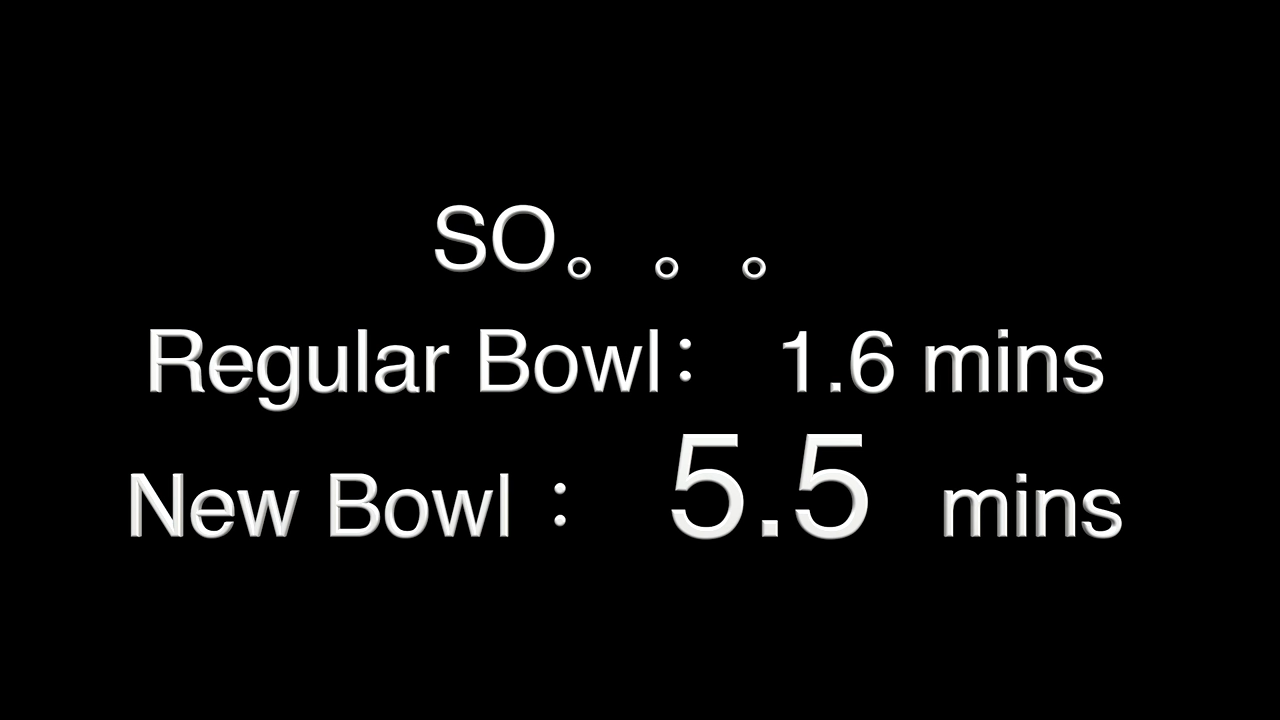 SO。。。
Regular Bowl： 1.6 mins
New Bowl： 5.5 mins